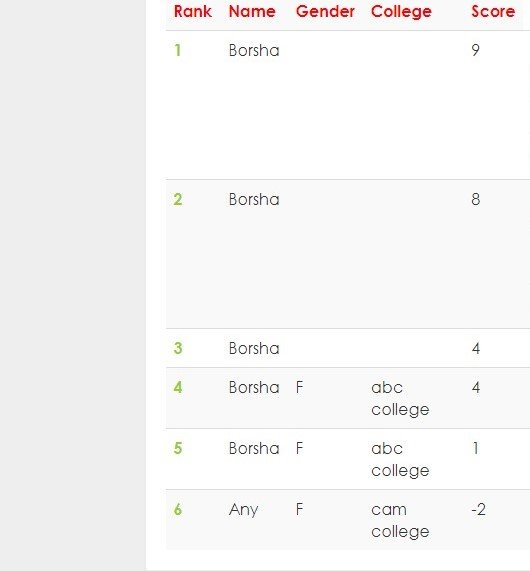 Rank Name Gender College Score
1 Borsha 9
2 Borsha 8
3 Borsha 4
4 Borsha F abc 4
college
5 Borsha F abc 1
college
6 Any F cam -2
college